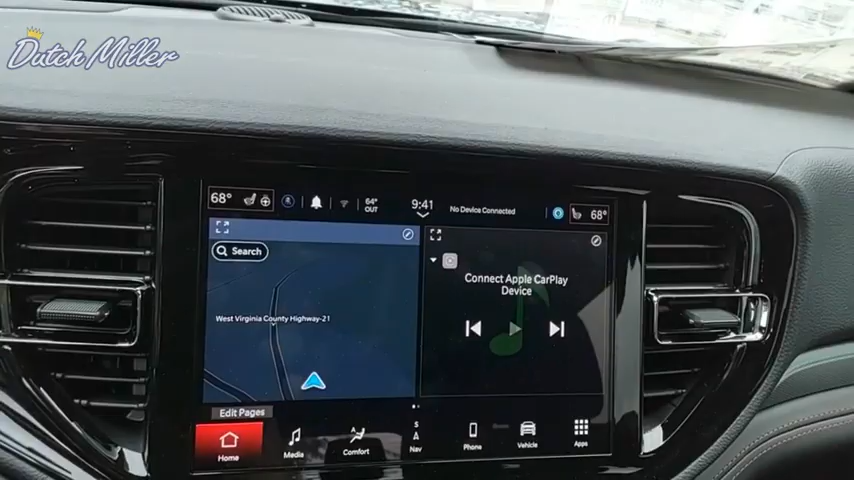 Dutch Miller
68°
64°
OUT
9:41
No Device Connected
68°
Search
Connect Apple CarPlay
Device
West Virginia County Highway-21
Edit Pages
Home
Media
A
Comfort
S
A
Nav
Phone
Vehicle
Apps